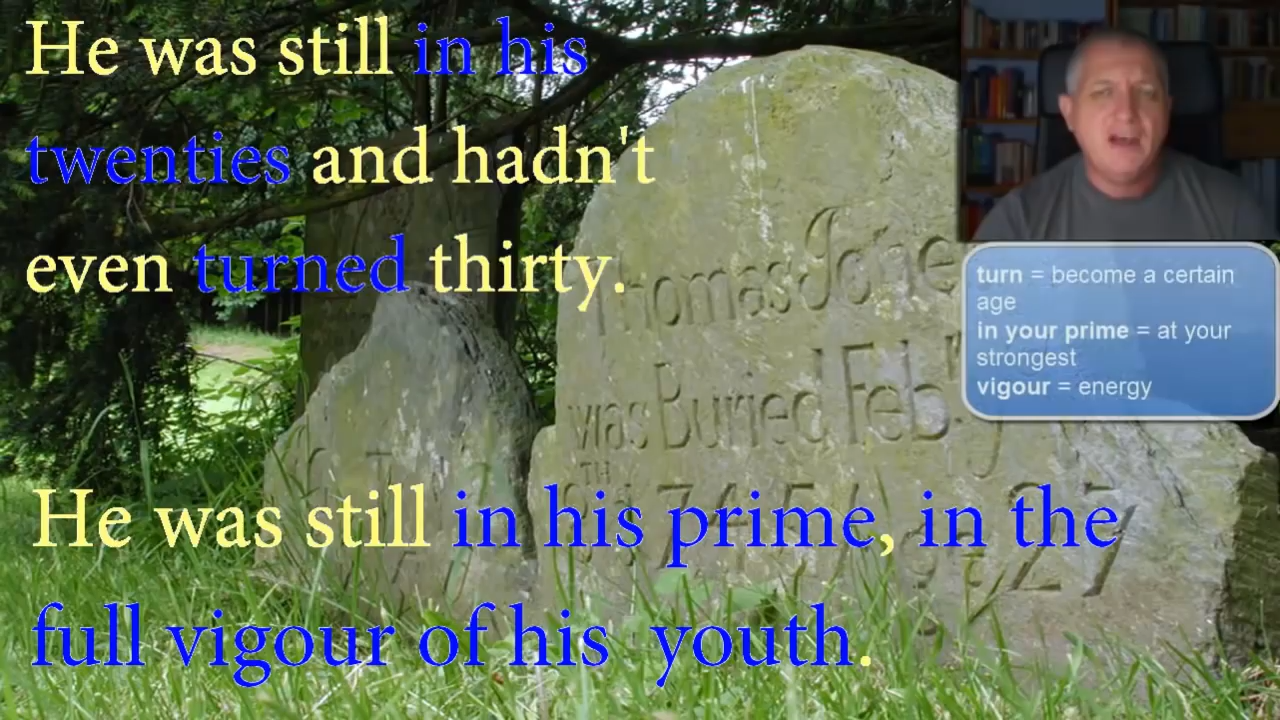 He was still in his
twenties and hadn't
even turned thirty.
turn = become a certain
age
in your prime = at your
strongest
vigour = energy
Thomas Jone
was Buried Feb
He was still in his prime, in the
full vigour of his youth.